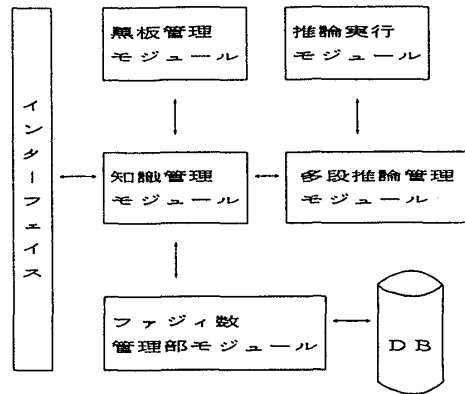 黒板管理
モジュール
推論実行
モジュール
インターフェイス
知識管理
モジュール
多段推論管理
モジュール
ファジィ数
管理部モジュール
DB